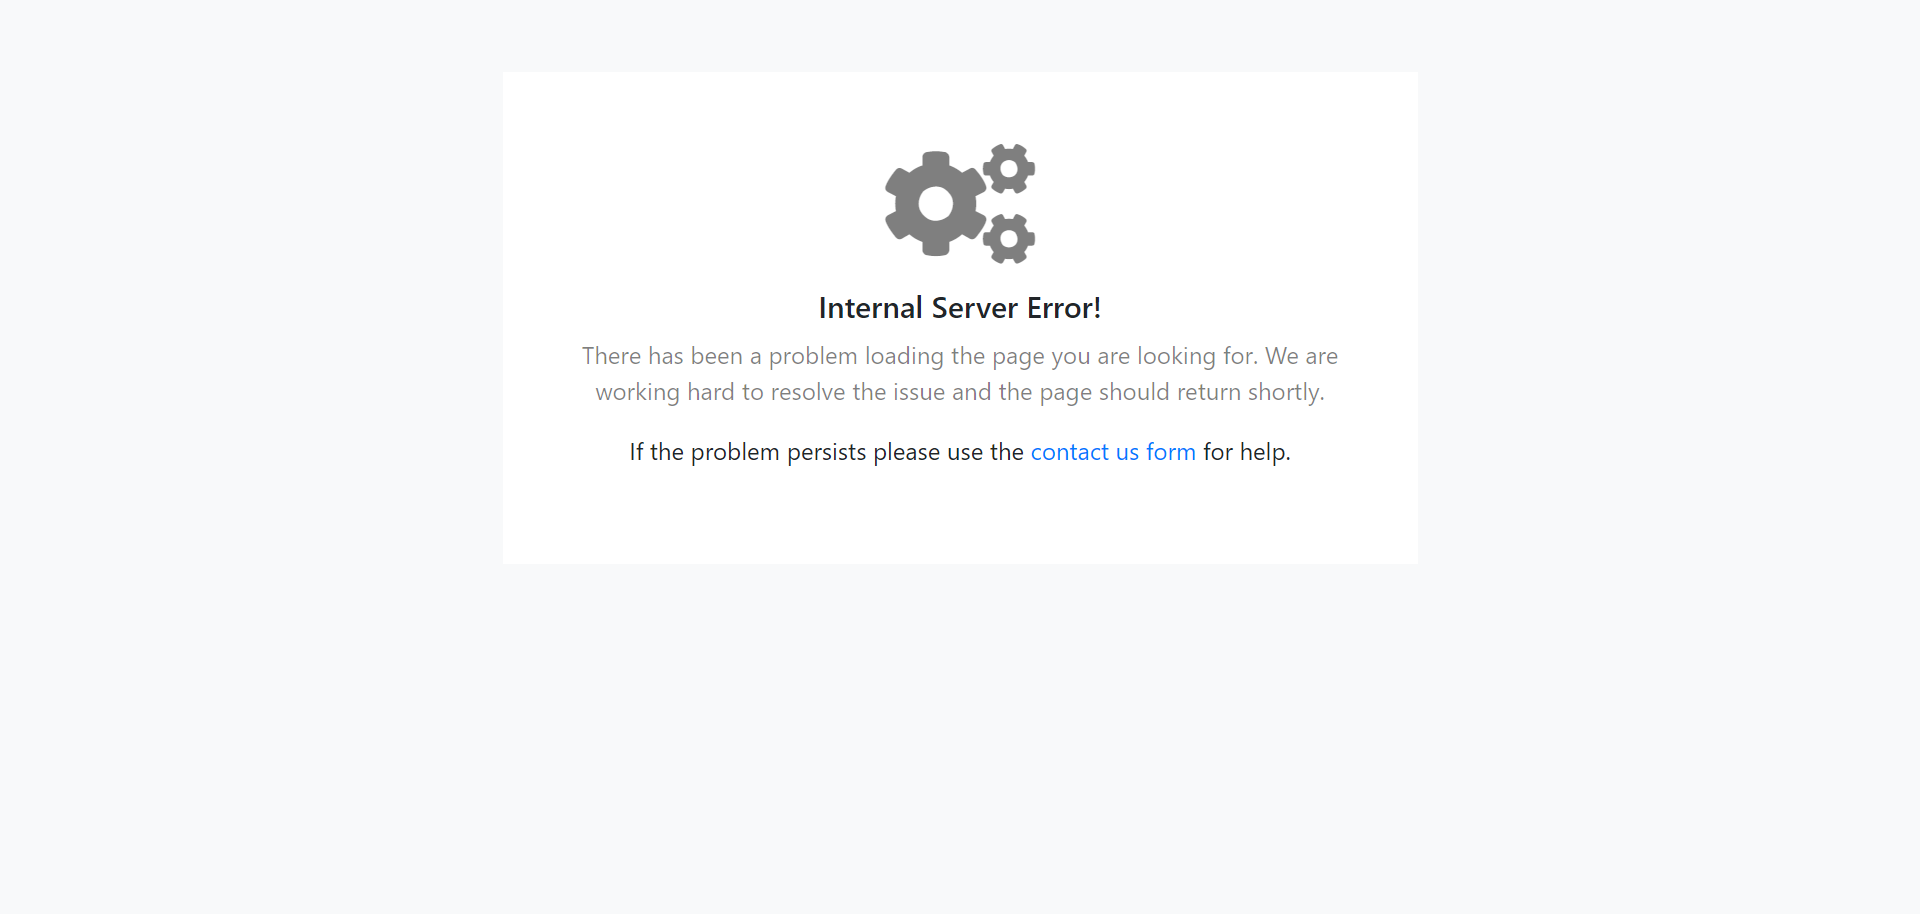 Internal Server Error!
There has been a problem loading the page you are looking for. We are
working hard to resolve the issue and the page should return shortly.
If the problem persists please use the contact us form for help.